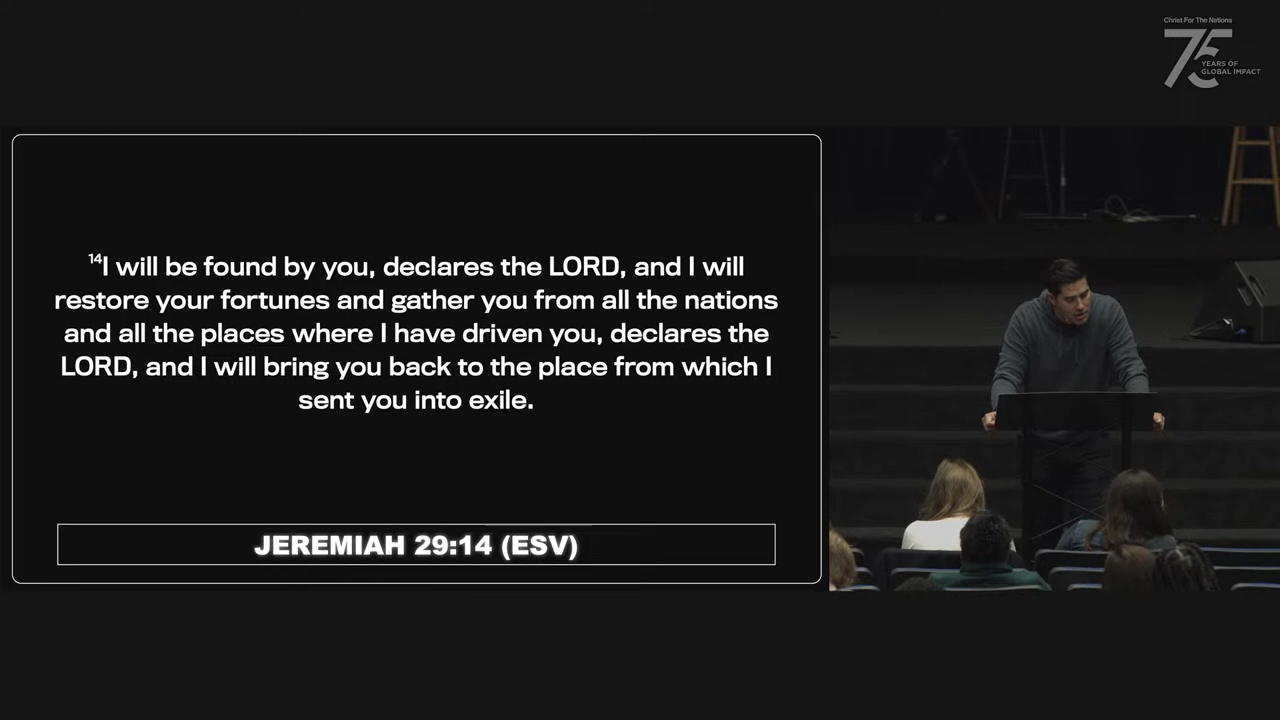 Christ For The Nations
75
YEARS OF
GLOBAL IMPACT
14I will be found by you, declares the LORD, and I will
restore your fortunes and gather you from all the nations
and all the places where I have driven you, declares the
LORD, and I will bring you back to the place from which I
sent you into exile.
JEREMIAH 29:14 (ESV)